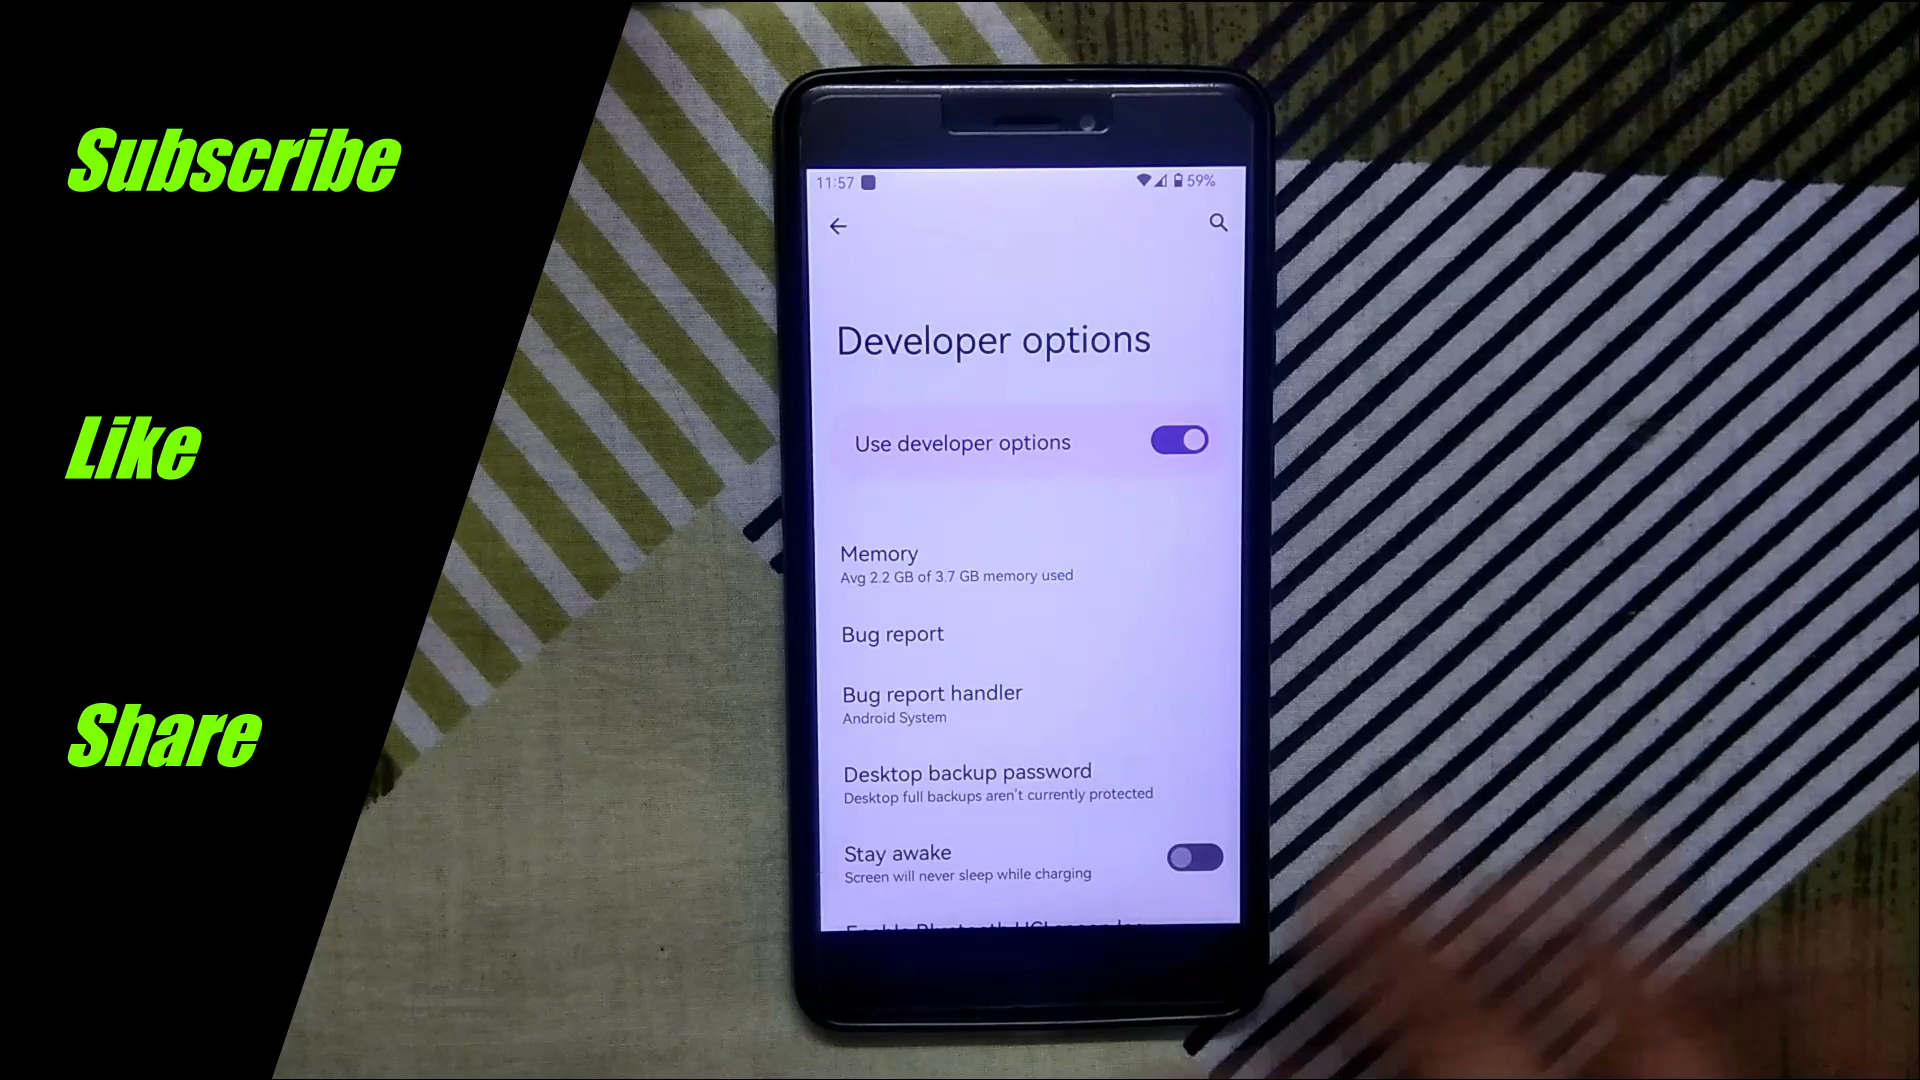 Subscribe
Like
Share
11:57
59%
Developer options
Use developer options
Memory
Avg 2.2 GB of 3.7 GB memory used
Bug report
Bug report handler
Android System
Desktop backup password
Desktop full backups aren't currently protected
Stay awake
Screen will never sleep while charging